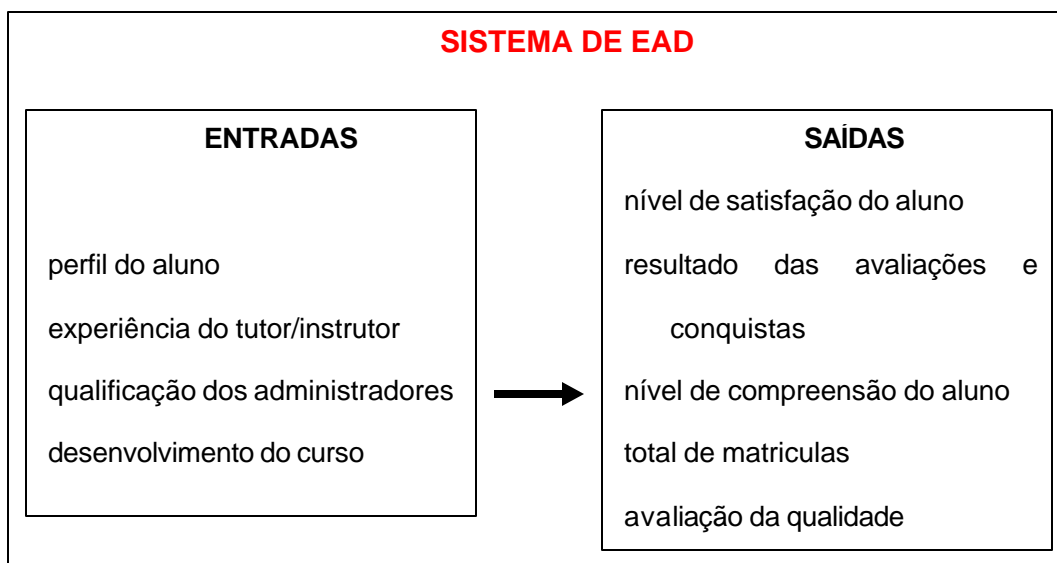 SISTEMA DE EAD
ENTRADAS
perfil do aluno
experiência do tutor/instrutor
qualificação dos administradores
desenvolvimento do curso
SAÍDAS
nível de satisfação do aluno
resultado das avaliações e
conquistas
nível de compreensão do aluno
total de matriculas
avaliação da qualidade